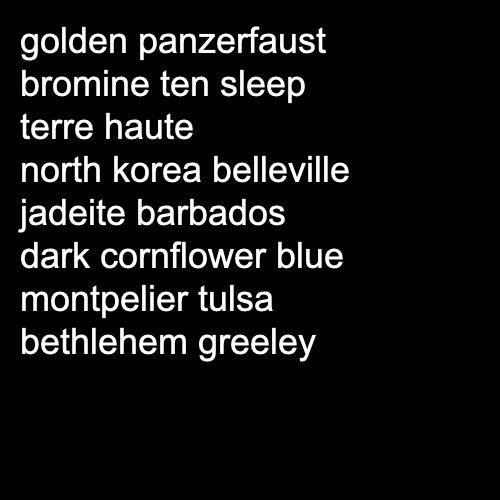 golden panzerfaust
bromine ten sleep
terre haute
north korea belleville
jadeite barbados
dark cornflower blue
montpelier tulsa
bethlehem greeley